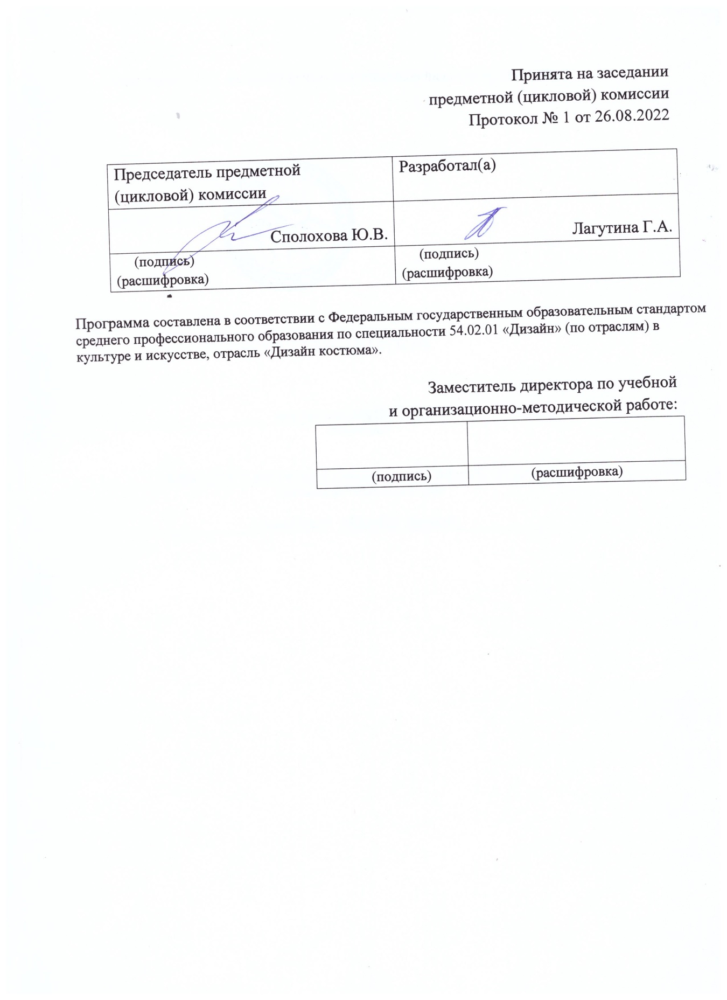 Принята на заседании
предметной (цикловой) комиссии
Протокол № 1 от 26.08.2022
Председатель предметной
(цикловой) комиссии
Разработал(а)
Сполохова Ю.В.
Лагутина Г.А.
(подпись)
(расшифровка)
(подпись)
(расшифровка)
Программа составлена в соответствии с Федеральным государственным образовательным стандартом
среднего профессионального образования по специальности 54.02.01 «Дизайн» (по отраслям) в
культуре и искусстве, отрасль «Дизайн костюма».
Заместитель директора по учебной
и организационно-методической работе:
(подпись)
(расшифровка)